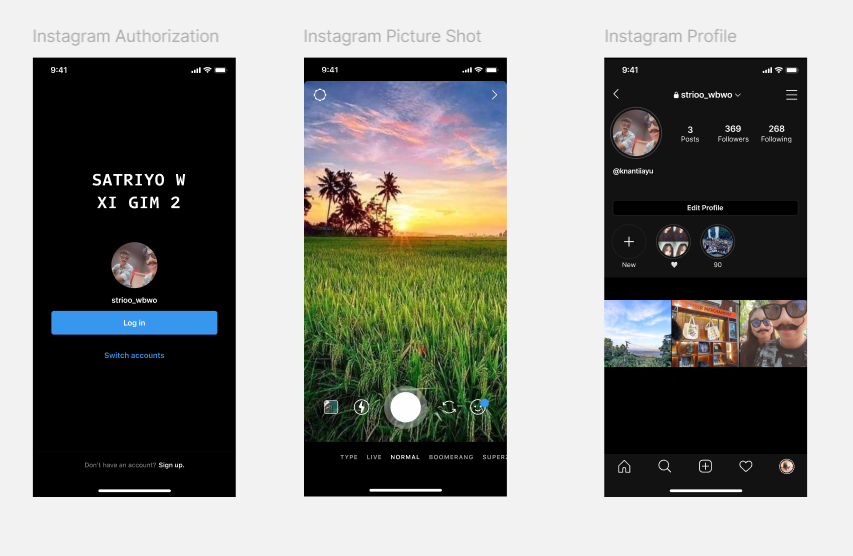 Instagram Authorization
9:41
SATRIYO W
XI GIM 2
strioo_wbwo
Log in
Switch accounts
Don't have an account? Sign up.
Instagram Picture Shot
9:41
TYPE LIVE NORMAL BOOMERANG SUPERZ
Instagram Profile
9:41
strioo_wbwo
3 369 268
Posts Followers Following
@knantiiayu
Edit Profile
New 90